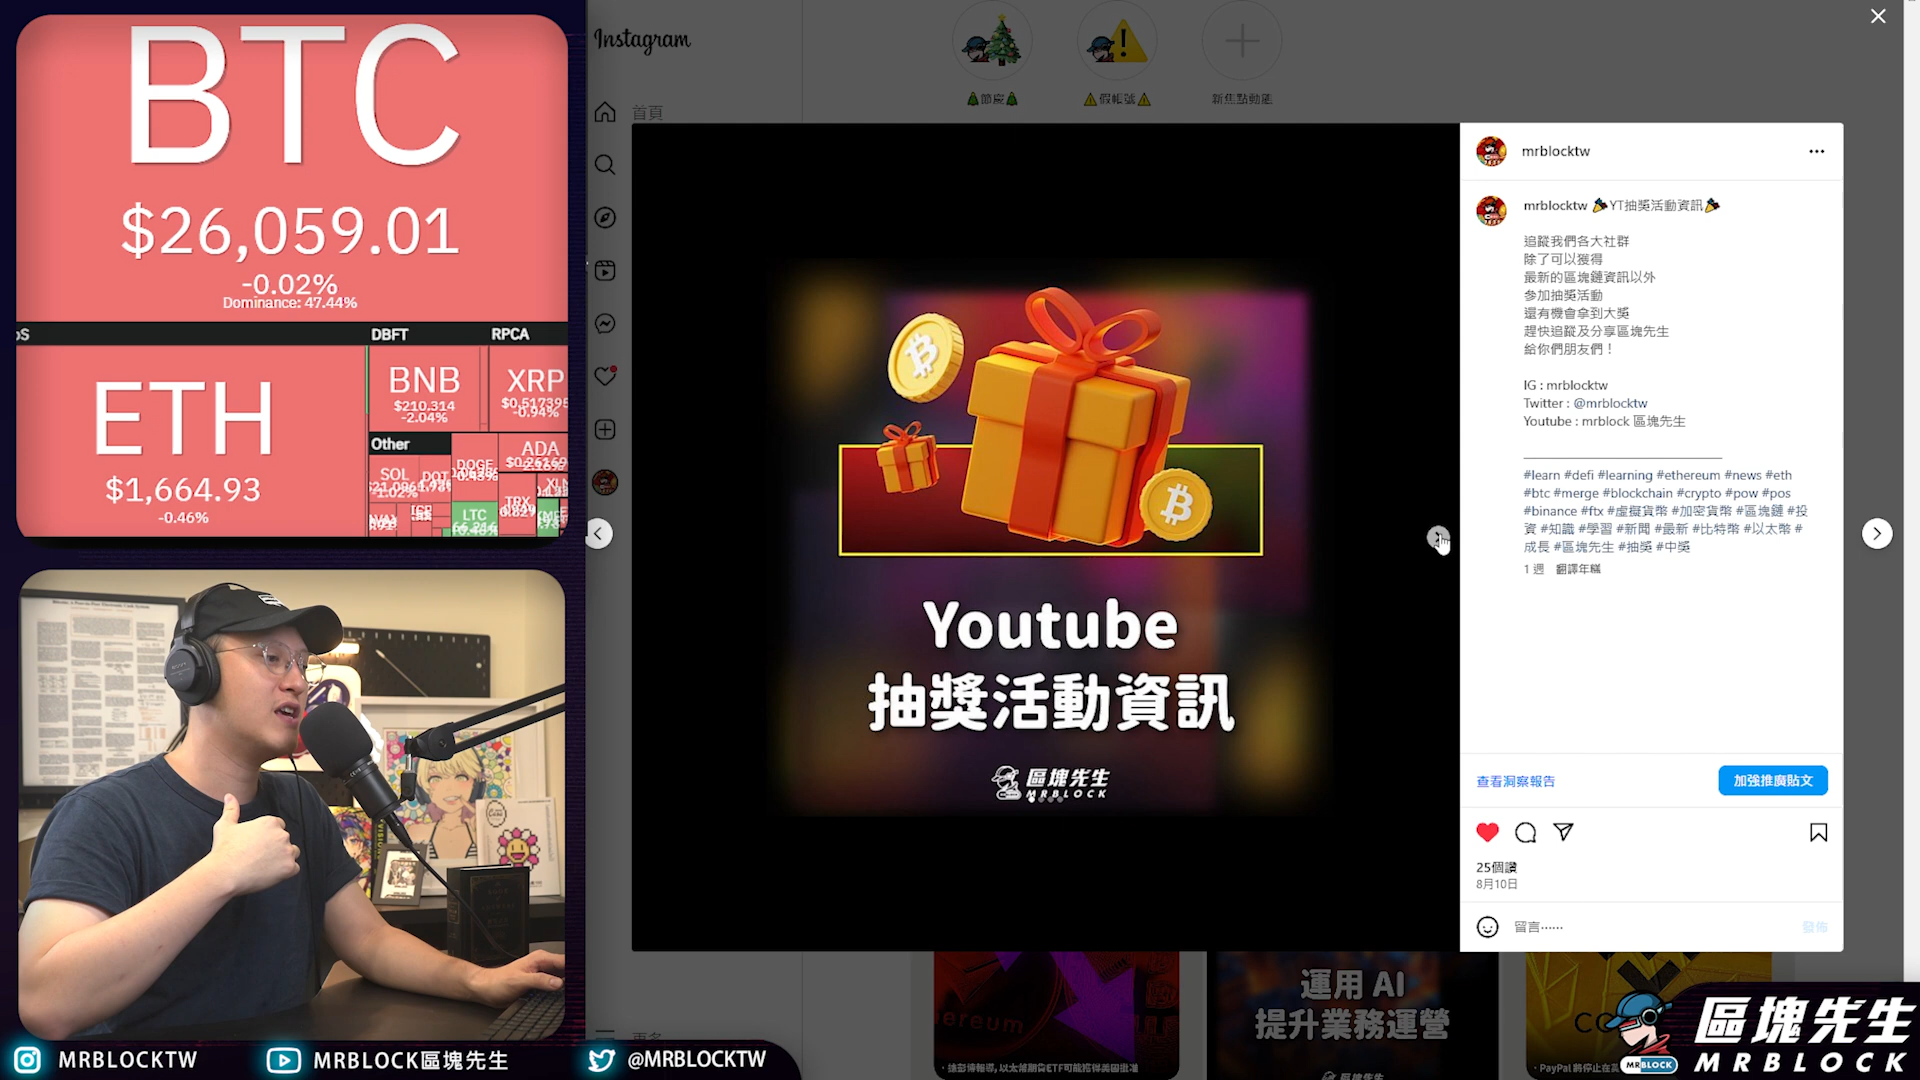 BTC
$26,059.01
-0.02%
Dominance: 47.44%
DBFT
RPCA
ETH
$1,664.93
-0.46%
BNB
$210.314
-2.04%
XRP
$0.517395
-0.94%
Other
SOL
-1.02%
DOT
DOGE
ADA
TRX
LTC
Instagram
首頁
🎄節慶🎄
⚠️假帳號⚠️
新焦點動態
Youtube
抽獎活動資訊
區塊先生
MRBLOCK
mrblocktw
mrblocktw 🎉YT抽獎活動資訊🎉
追蹤我們各大社群
除了可以獲得
最新的區塊鏈資訊以外
參加抽獎活動
還有機會拿到大獎
趕快追蹤及分享區塊先生
給你們朋友們！
IG : mrblocktw
Twitter : @mrblocktw
Youtube : mrblock 區塊先生
#learn #defi #learning #ethereum #news #eth
#btc #merge #blockchain #crypto #pow #pos
#binance #ftx #虛擬貨幣 #加密貨幣 #區塊鏈 #投
資 #知識 #學習 #新聞 #最新 #比特幣 #以太幣 #
成長 #區塊先生 #抽獎 #中獎
1 週 翻譯年糕
查看洞察報告
加強推廣貼文
25個讚
8月10日
留言……
發佈
運用 AI
提升業務運營
MRBLOCKTW
MRBLOCK區塊先生
@MRBLOCKTW
MRBLOCK
區塊先生
MRBLOCK